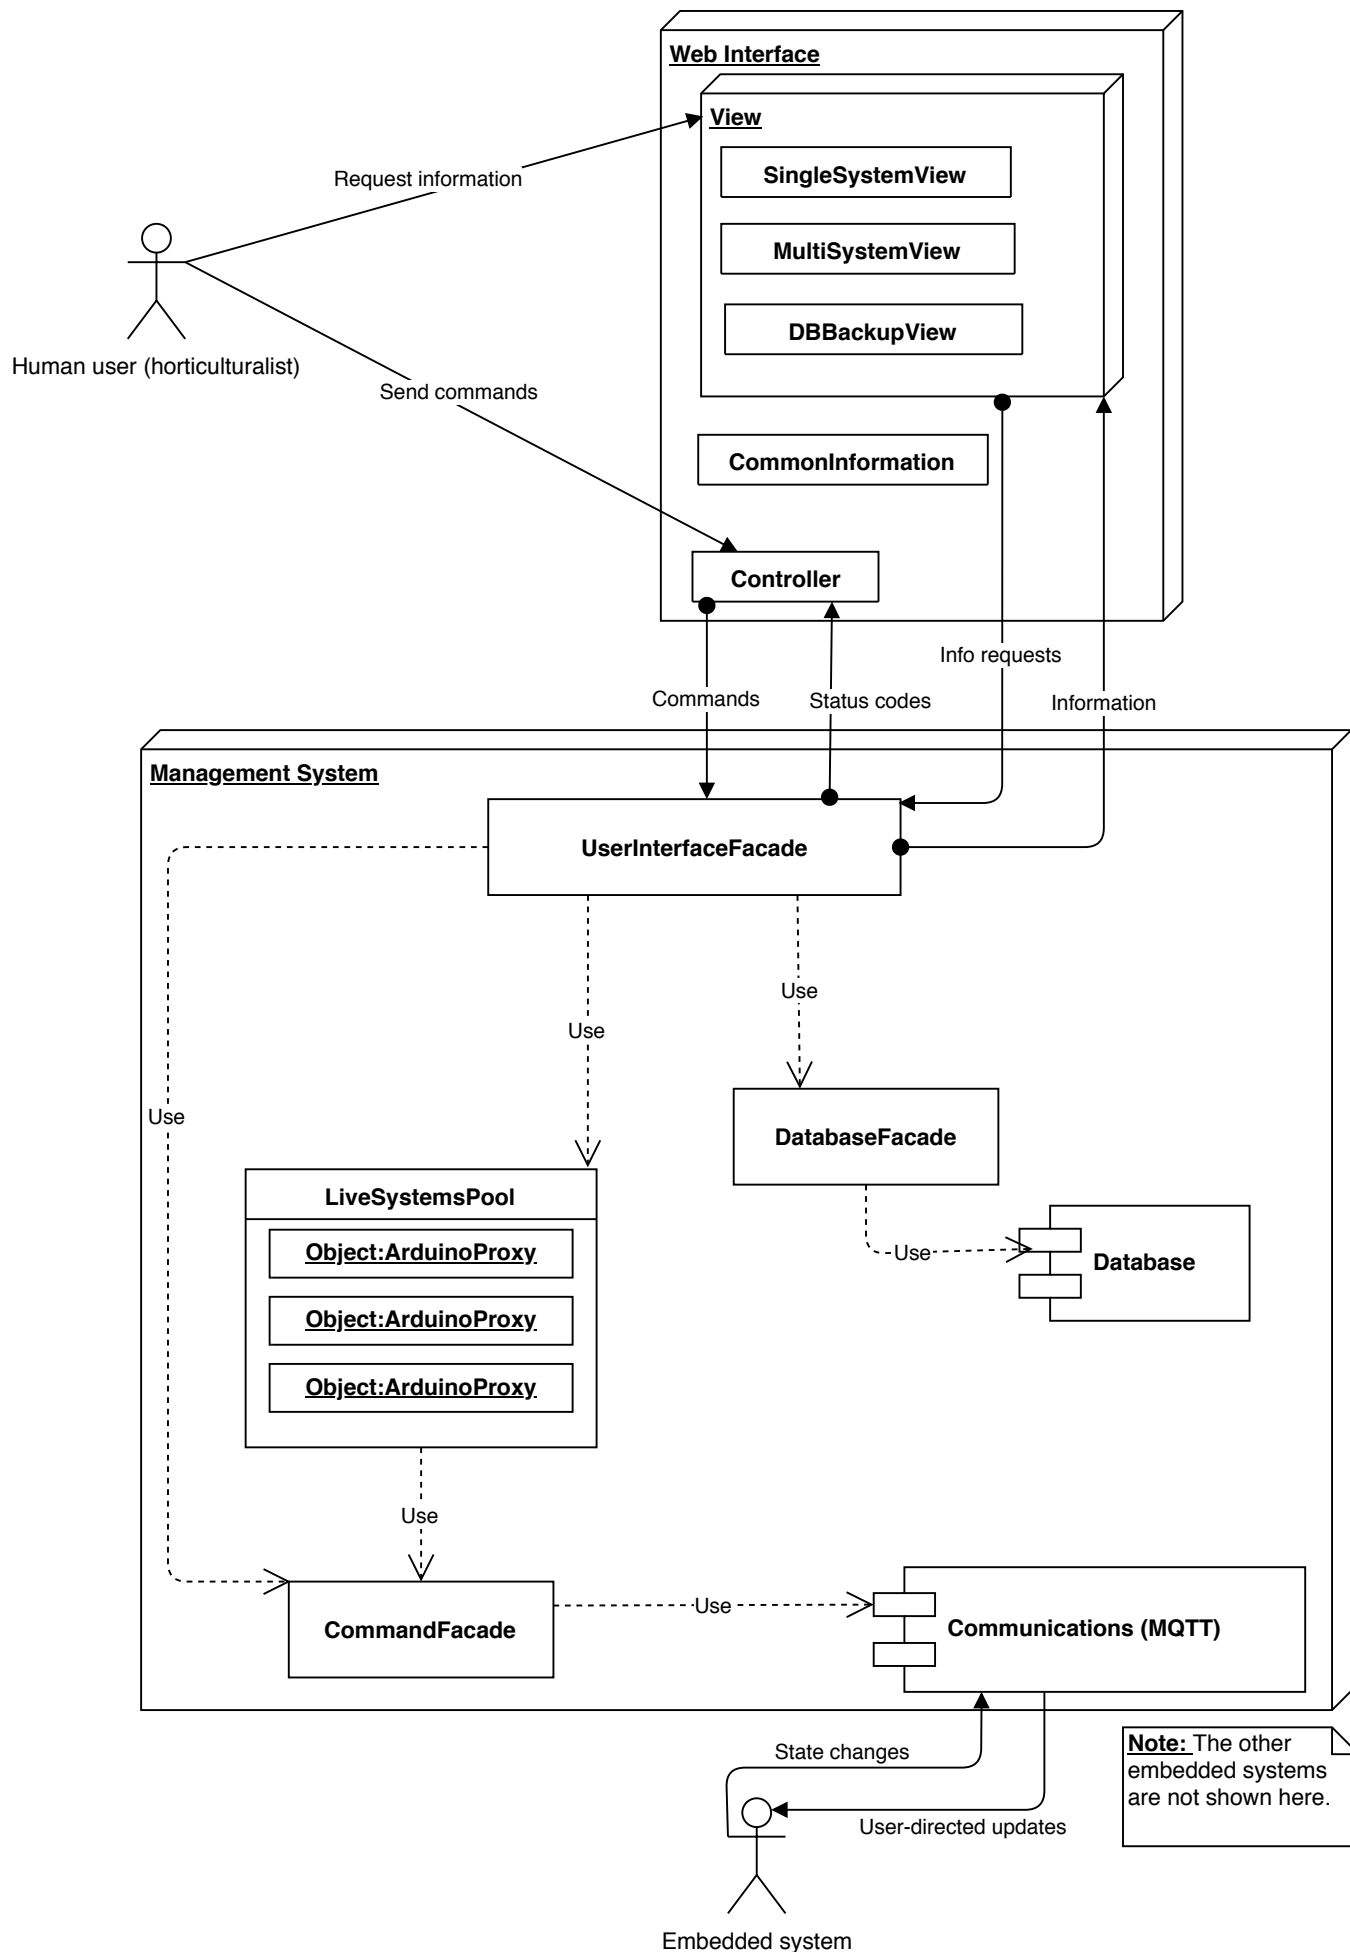 Web Interface
View
SingleSystemView
Request information
MultiSystemView
DBBackupView
Human user (horticulturalist)
Send commands
CommonInformation
Controller
Info requests
Commands
Status codes
Information
Management System
UserInterfaceFacade
Use
Use
Use
DatabaseFacade
LiveSystemsPool
Object:ArduinoProxy
Use
Database
Object:ArduinoProxy
Object:ArduinoProxy
Use
Use
CommandFacade
Communications (MQTT)
State changes
Note: The other
embedded systems
are not shown here.
User-directed updates
Embedded system